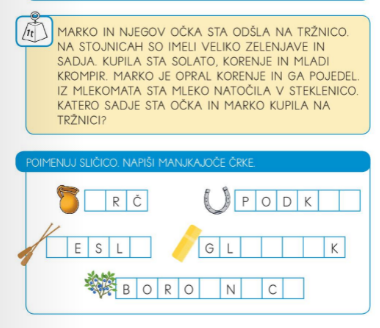 1t
MARKO IN NJEGOV OČKA STA ODŠLA NA TRŽNICO.
NA STOJNICAH SO IMELI VELIKO ZELENJAVE IN
SADJA. KUPILA STA SOLATO, KORENJE IN MLADI
KROMPIR. MARKO JE OPRAL KORENJE IN GA POJEDEL.
IZ MLEKOMATA STA MLEKO NATOČILA V STEKLENICO.
KATERO SADJE STA OČKA IN MARKO KUPILA NA
TRŽNICI?
POIMENUJ SLIČICO. NAPIŠI MANJKAJOČE ČRKE.
R Č P O D K
E S L G L K
B O R O N C